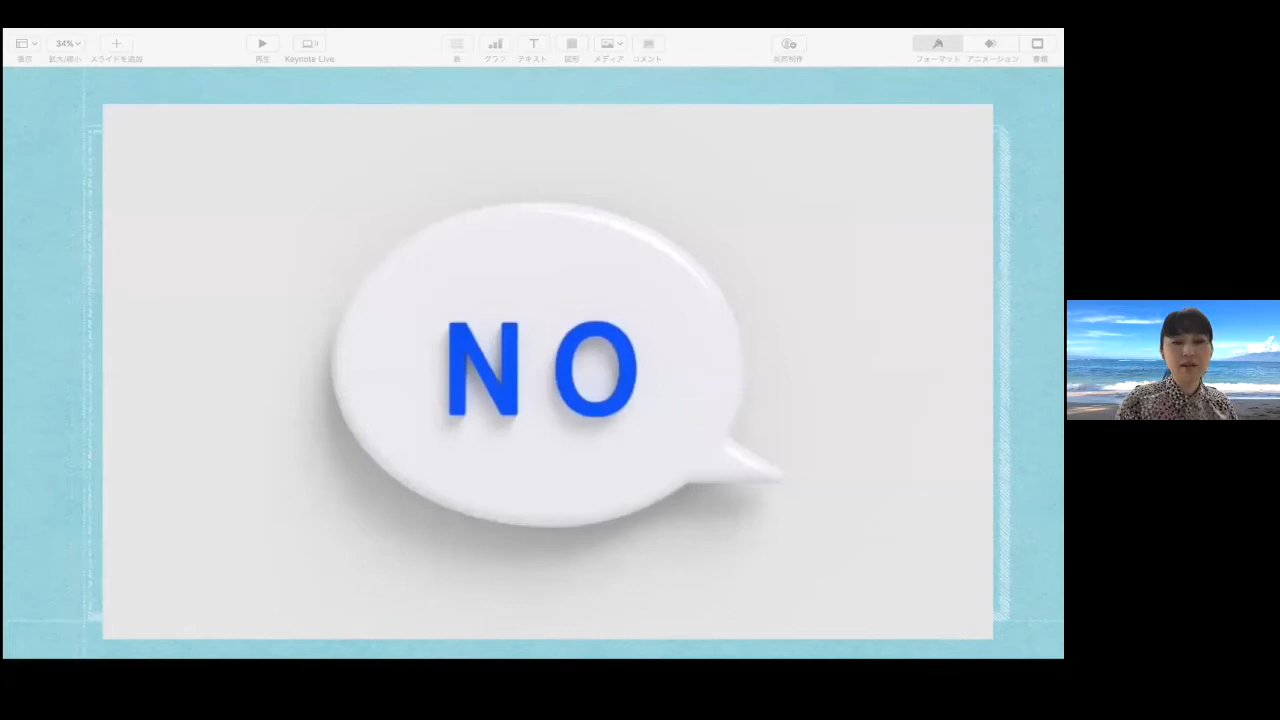 34%
表示
拡大/縮小
スライドを追加
再生
Keynote Live
表
グラフ
テキスト
図形
メディア
コメント
共同制作
フォーマット
アニメーション
書類
NO